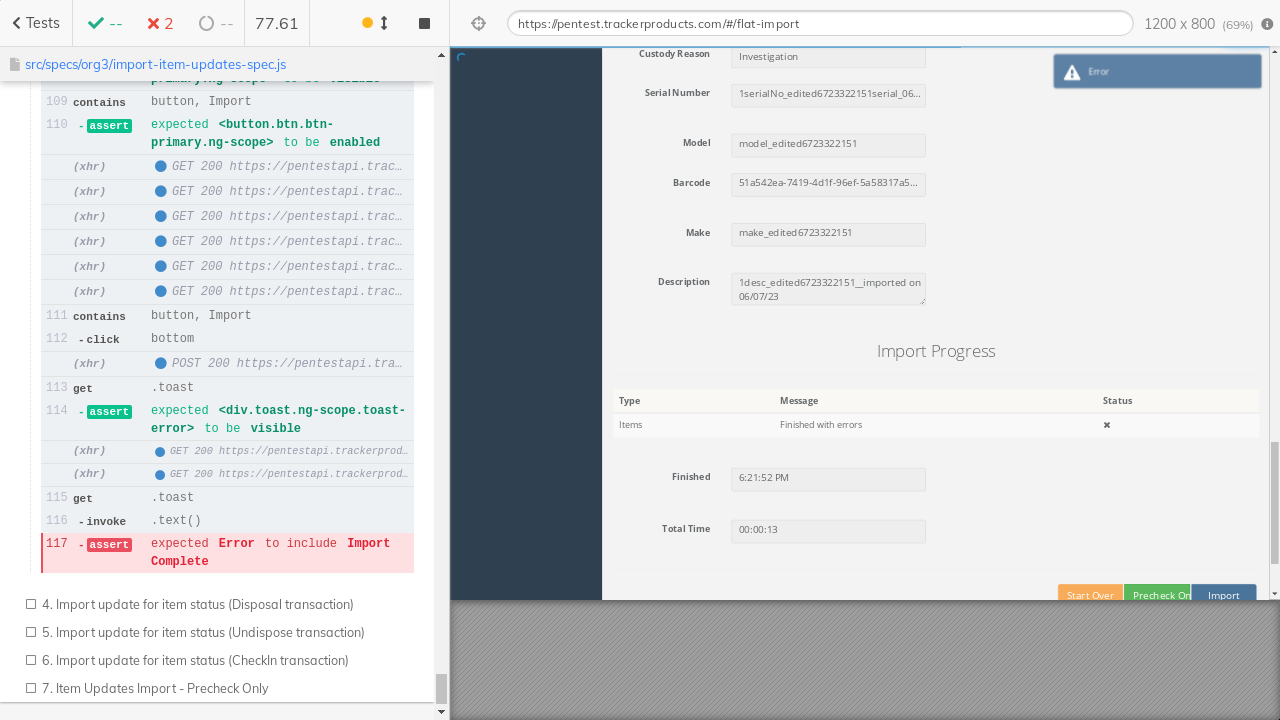 Tests
--
2
--
77.61
https://pentest.trackerproducts.com/#/flat-import
1200 x 800 (69%)
src/specs/org3/import-item-updates-spec.js
109 contains button, Import
110 - assert expected <button.btn.btn-
primary.ng-scope> to be enabled
(xhr) GET 200 https://pentestapi.trac...
(xhr) GET 200 https://pentestapi.trac...
(xhr) GET 200 https://pentestapi.trac...
(xhr) GET 200 https://pentestapi.trac...
(xhr) GET 200 https://pentestapi.trac...
(xhr) GET 200 https://pentestapi.trac...
111 contains button, Import
112 - click bottom
(xhr) POST 200 https://pentestapi.tra...
113 get .toast
114 - assert expected <div.toast.ng-scope.toast-
error> to be visible
(xhr) GET 200 https://pentestapi.trackerprod...
(xhr) GET 200 https://pentestapi.trackerprod...
115 get .toast
116 - invoke .text()
117 - assert expected Error to include Import
Complete
4. Import update for item status (Disposal transaction)
5. Import update for item status (Undispose transaction)
6. Import update for item status (CheckIn transaction)
7. Item Updates Import - Precheck Only
Custody Reason Investigation
Error
Serial Number 1serialNo_edited6723322151serial_06...
Model model_edited6723322151
Barcode 51a542ea-7419-4d1f-96ef-5a58317a5...
Make make_edited6723322151
Description 1desc_edited6723322151__imported on
06/07/23
Import Progress
Type Message Status
Items Finished with errors
Finished 6:21:52 PM
Total Time 00:00:13
Start Over Precheck On Import